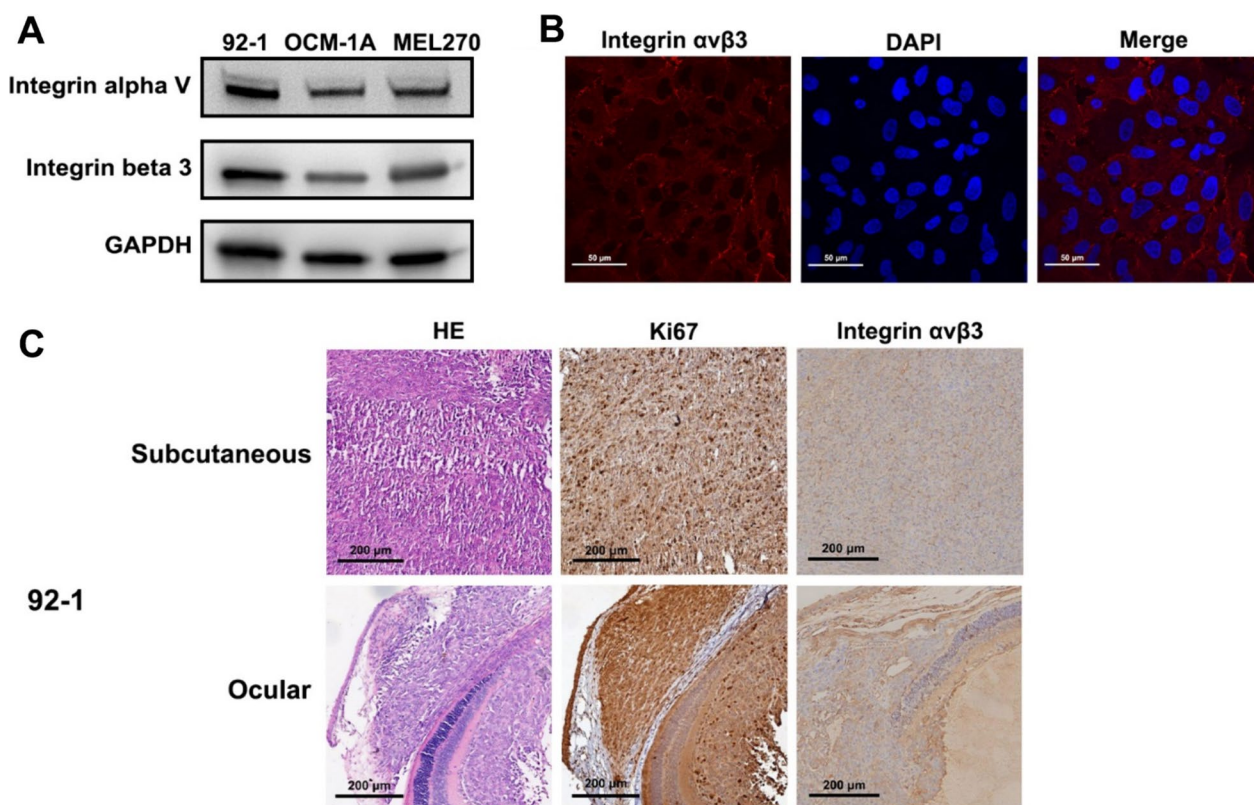 A
92-1 OCM-1A MEL270
Integrin alpha V
Integrin beta 3
GAPDH
B
Integrin αvβ3 DAPI Merge
50 μm 50 μm 50 μm
C
HE Ki67 Integrin αvβ3
Subcutaneous
200 μm 200 μm 200 μm
92-1
Ocular
200 μm 200 μm 200 μm